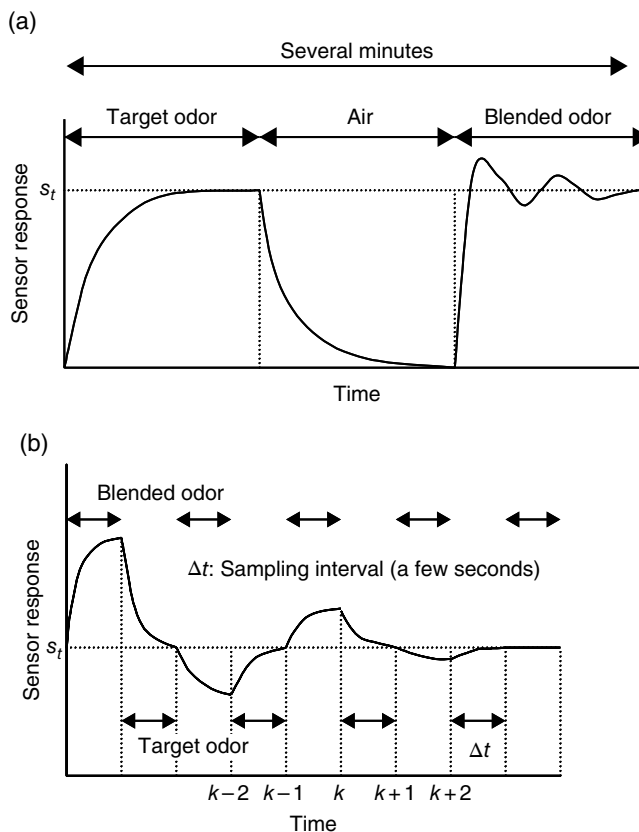 (a)
Several minutes
Target odor Air Blended odor
s_t
Sensor response
Time
(b)
Blended odor
Δt: Sampling interval (a few seconds)
s_t
Sensor response
Target odor Δt
k−2 k−1 k k+1 k+2
Time